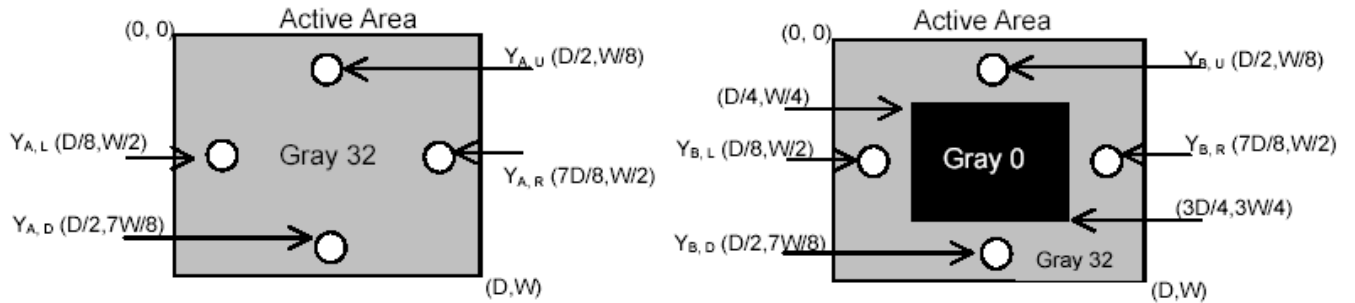 Active Area
(0, 0)
Y_A, U (D/2,W/8)
Y_A, L (D/8,W/2)
Gray 32
Y_A, R (7D/8,W/2)
Y_A, D (D/2,7W/8)
(D,W)
Active Area
(0, 0)
Y_B, U (D/2,W/8)
(D/4,W/4)
Y_B, L (D/8,W/2)
Gray 0
Y_B, R (7D/8,W/2)
(3D/4,3W/4)
Y_B, D (D/2,7W/8)
Gray 32
(D,W)